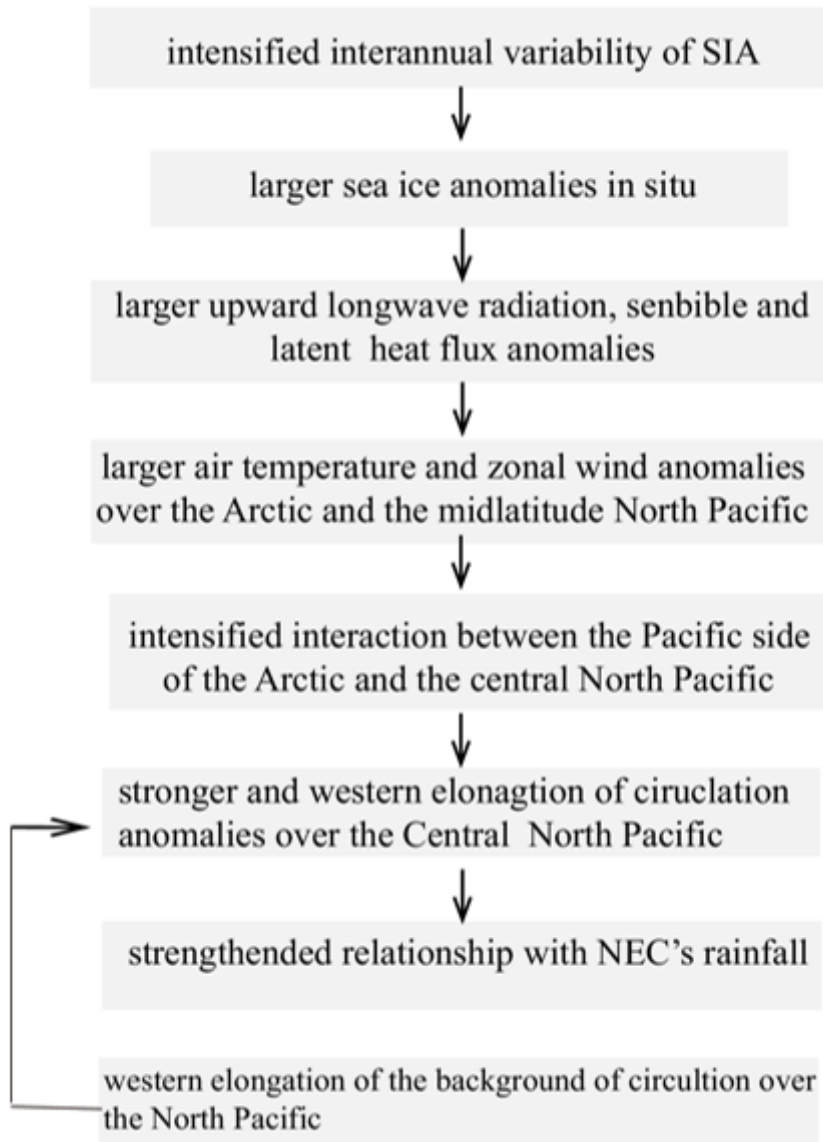 intensified interannual variability of SIA
larger sea ice anomalies in situ
larger upward longwave radiation, senbible and
latent heat flux anomalies
larger air temperature and zonal wind anomalies
over the Arctic and the midlatitude North Pacific
intensified interaction between the Pacific side
of the Arctic and the central North Pacific
stronger and western elonagtion of ciruclation
anomalies over the Central North Pacific
strengthended relationship with NEC's rainfall
western elongation of the background of circultion over
the North Pacific